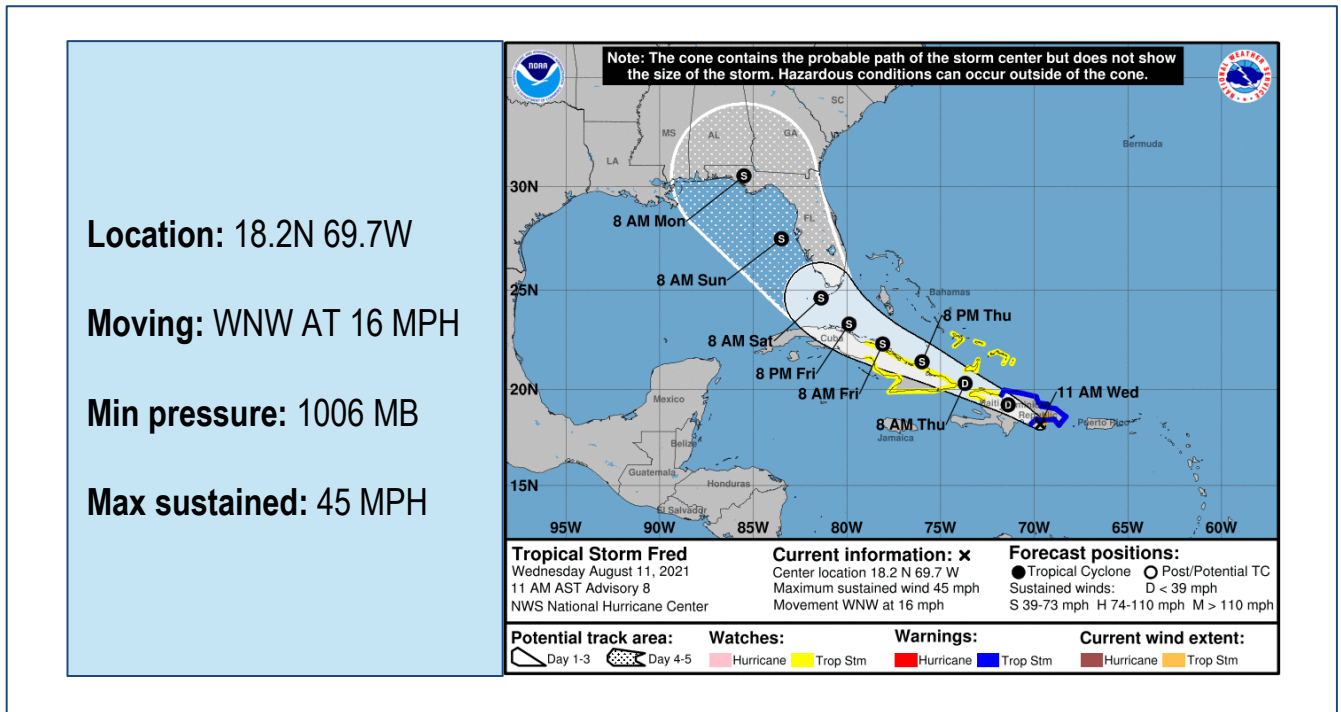 Location: 18.2N 69.7W
Moving: WNW AT 16 MPH
Min pressure: 1006 MB
Max sustained: 45 MPH
Note: The cone contains the probable path of the storm center but does not show
the size of the storm. Hazardous conditions can occur outside of the cone.
NOAA
NATIONAL WEATHER SERVICE
SC
MS
AL
GA
LA
Bermuda
30N
FL
8 AM Mon
8 AM Sun
25N
Bahamas
8 PM Thu
8 AM Sat
Cuba
8 PM Fri
8 AM Fri
20N
11 AM Wed
Mexico
Haiti
Dominican
Republic
Puerto Rico
8 AM Thu
Jamaica
Belize
Guatemala
Honduras
15N
El Salvador
95W 90W 85W 80W 75W 70W 65W 60W
S
S
S
S
S
S
D
D
Tropical Storm Fred
Wednesday August 11, 2021
11 AM AST Advisory 8
NWS National Hurricane Center
Current information: x
Center location 18.2 N 69.7 W
Maximum sustained wind 45 mph
Movement WNW at 16 mph
Forecast positions:
Tropical Cyclone Post/Potential TC
Sustained winds: D < 39 mph
S 39-73 mph H 74-110 mph M > 110 mph
Potential track area:
Day 1-3 Day 4-5
Watches:
Hurricane Trop Stm
Warnings:
Hurricane Trop Stm
Current wind extent:
Hurricane Trop Stm